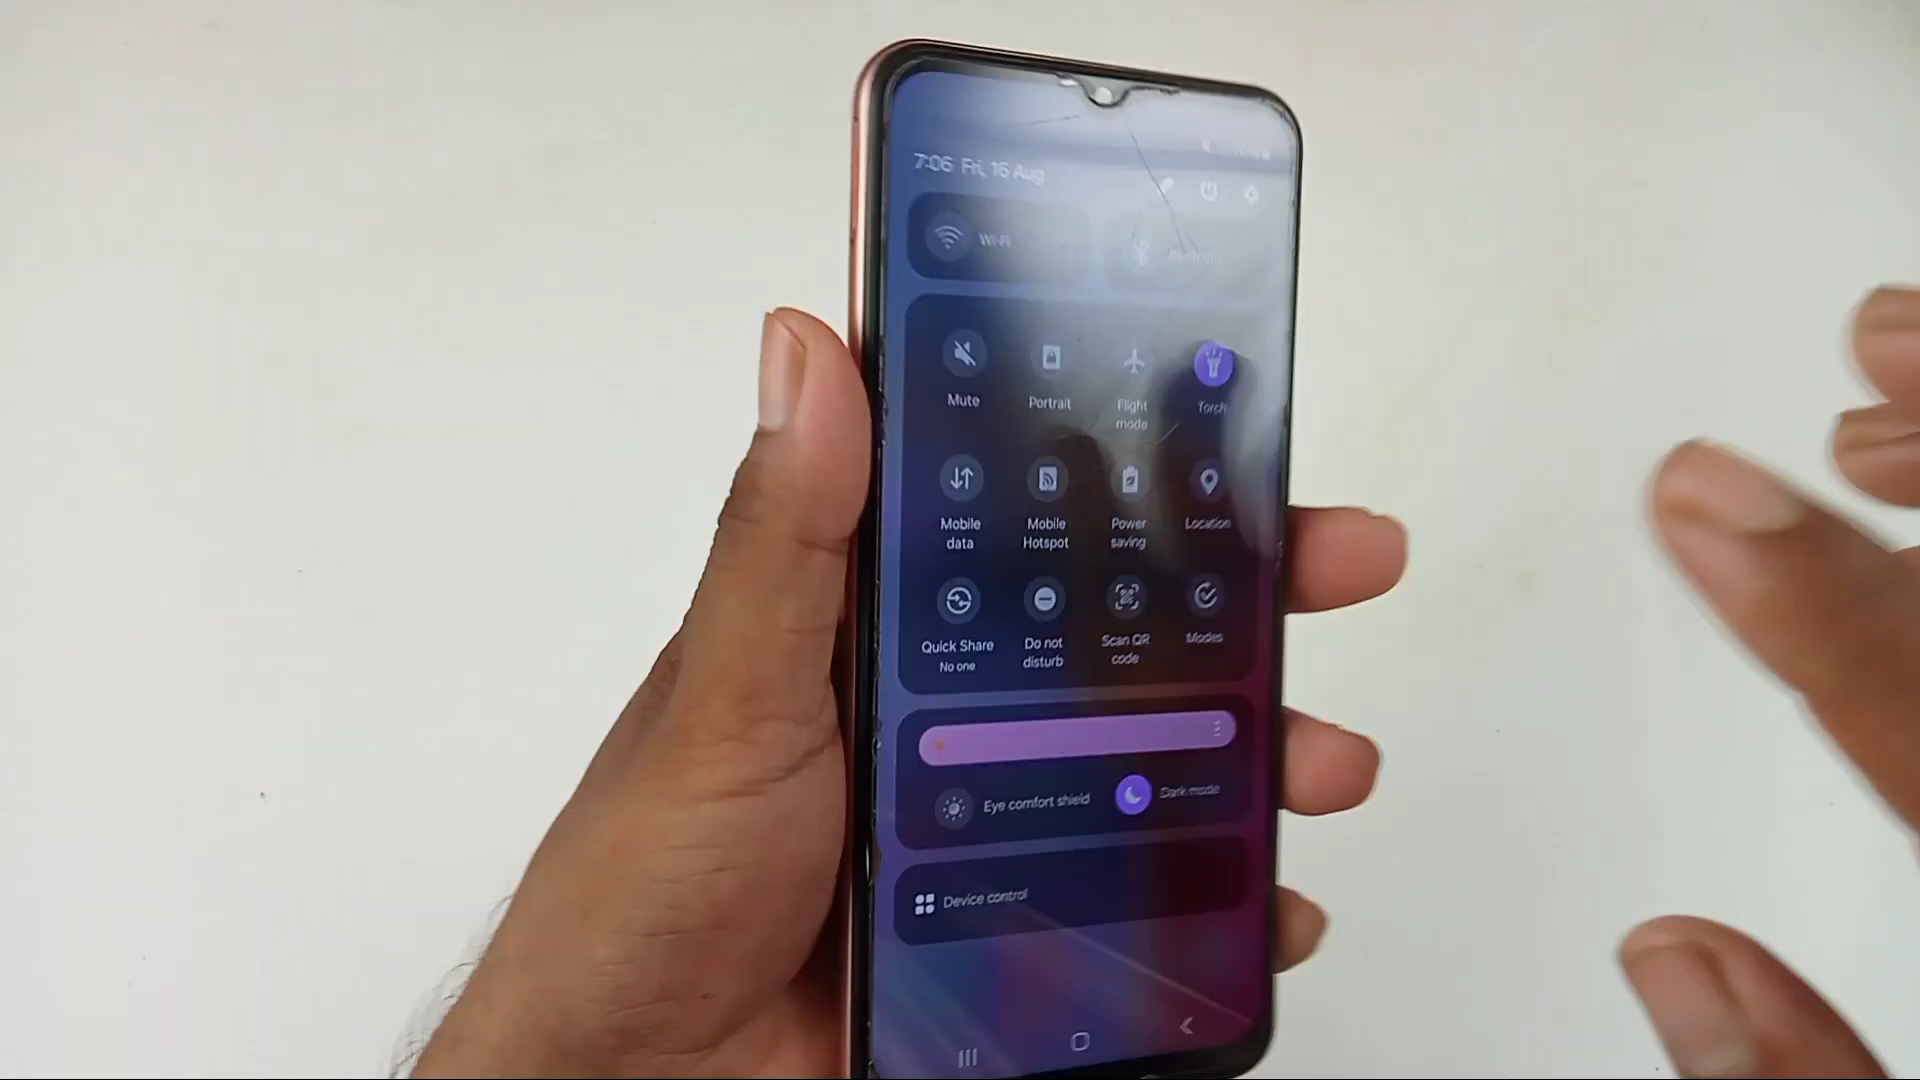 7:06 Fri, 16 Aug
Wi-Fi
Bluetooth
Mute
Portrait
Flight
mode
Torch
Mobile
data
Mobile
Hotspot
Power
saving
Location
Quick Share
No one
Do not
disturb
Scan QR
code
Modes
Eye comfort shield
Dark mode
Device control